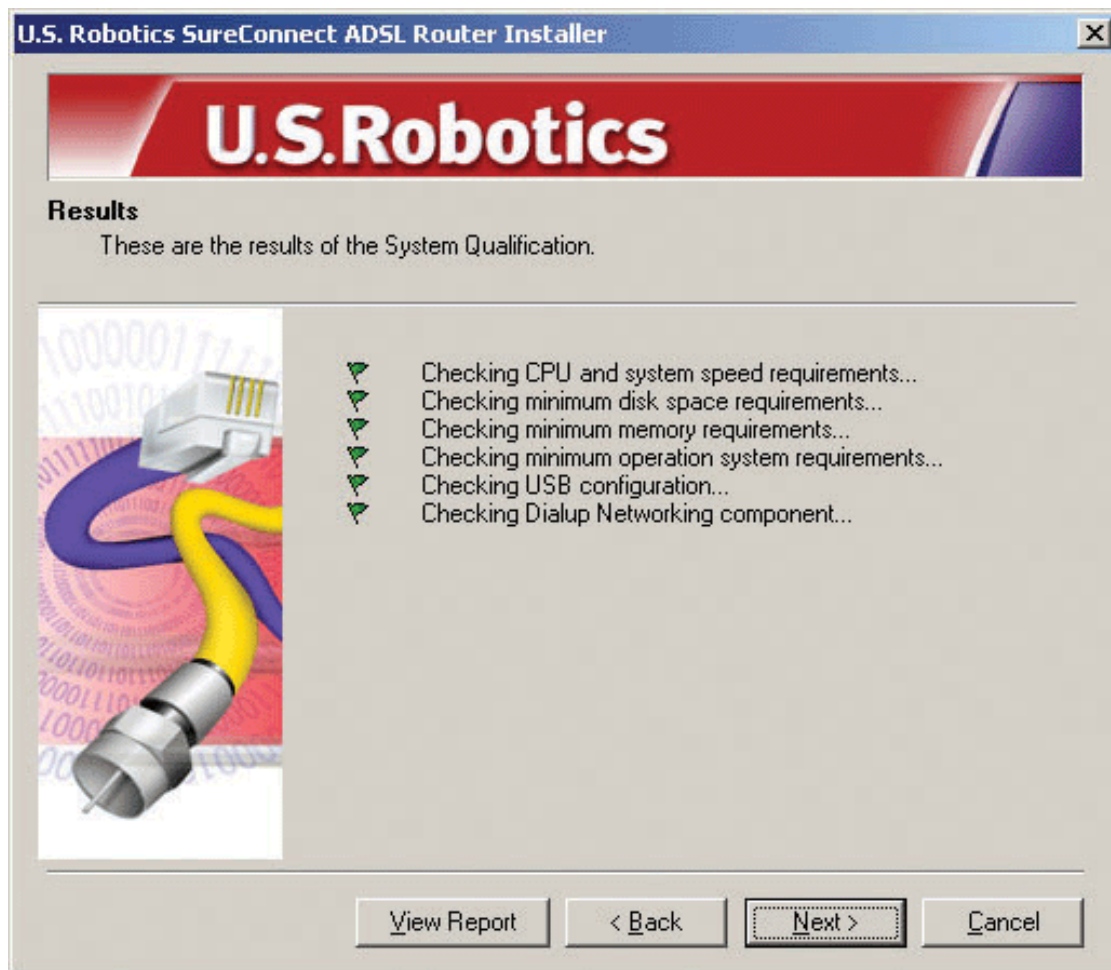 U.S. Robotics SureConnect ADSL Router Installer
U.S.Robotics
Results
These are the results of the System Qualification.
Checking CPU and system speed requirements...
Checking minimum disk space requirements...
Checking minimum memory requirements...
Checking minimum operation system requirements...
Checking USB configuration...
Checking Dialup Networking component...
View Report
< Back
Next >
Cancel